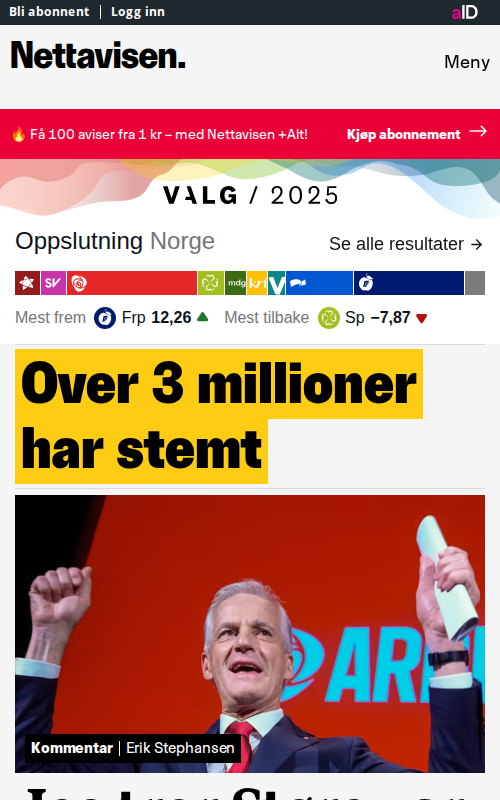 Bli abonnent | Logg inn
aID
Nettavisen.
Meny
🔥 Få 100 aviser fra 1 kr – med Nettavisen +Alt!
Kjøp abonnement →
VALG / 2025
Oppslutning Norge
Se alle resultater →
SV mdg krf V
Mest frem Frp 12,26 ▲ Mest tilbake Sp −7,87 ▼
Over 3 millioner
har stemt
Kommentar | Erik Stephansen